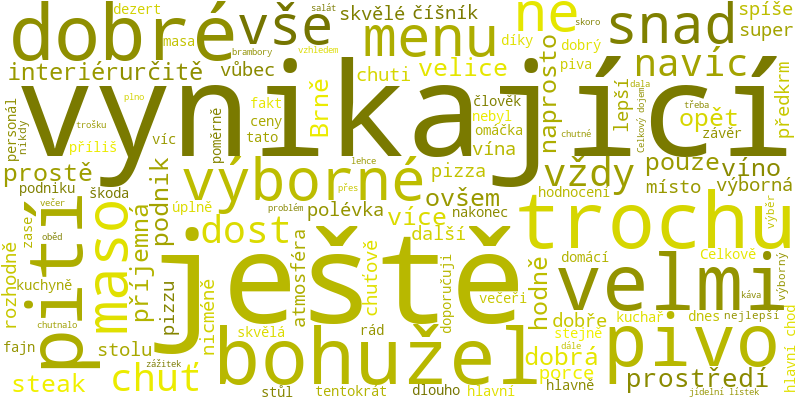 dezert
salát
skvělé
číšník
skoro
spíše
dobré
vše
masa
brambory
menu
díky
dobrý
ne
snad
super
vzhledem
interiér
určitě
vůbec
plno
chuti
velice
piva
naprosto
navíc
předkrm
vynikající
personál
nikdy
trošku
fakt
ceny
tato
Brně
člověk
nebyl
omáčka
lepší
dala
Celkový dojem
třeba
opět
závěr
příliš
víc
poměrně
vína
chutné
prostě
podniku
škoda
podnik
výborné
lehce
přes
pizza
ovšem
vždy
hodnocení
pouze
místo
víno
výborná
pití
maso
příjemná
večer
úplně
problém
polévka
více
nakonec
trochu
výběr
zase
oběd
dost
další
ještě
rozhodně
kuchyně
pizzu
nicméně
atmosféra
chuťově
doporučuji
večeři
hodně
domácí
velmi
Celkově
výborný
káva
fajn
chutnalo
stolu
skvělá
rád
bohužel
dobře
kuchař
stejně
dnes
nejlepší
pivo
dále
hlavní chod
steak
zážitek
chuť
stůl
tentokrát
dlouho
hlavní
dobrá
porce
hlavně
prostředí
jídelní lístek